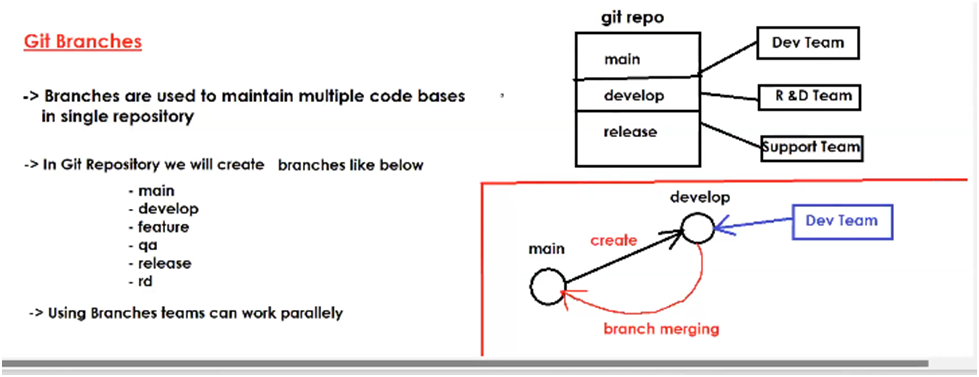 Git Branches
-> Branches are used to maintain multiple code bases
in single repository
-> In Git Repository we will create branches like below
- main
- develop
- feature
- qa
- release
- rd
-> Using Branches teams can work parallely
git repo
main
develop
release
Dev Team
R &D Team
Support Team
develop
main
create
Dev Team
branch merging